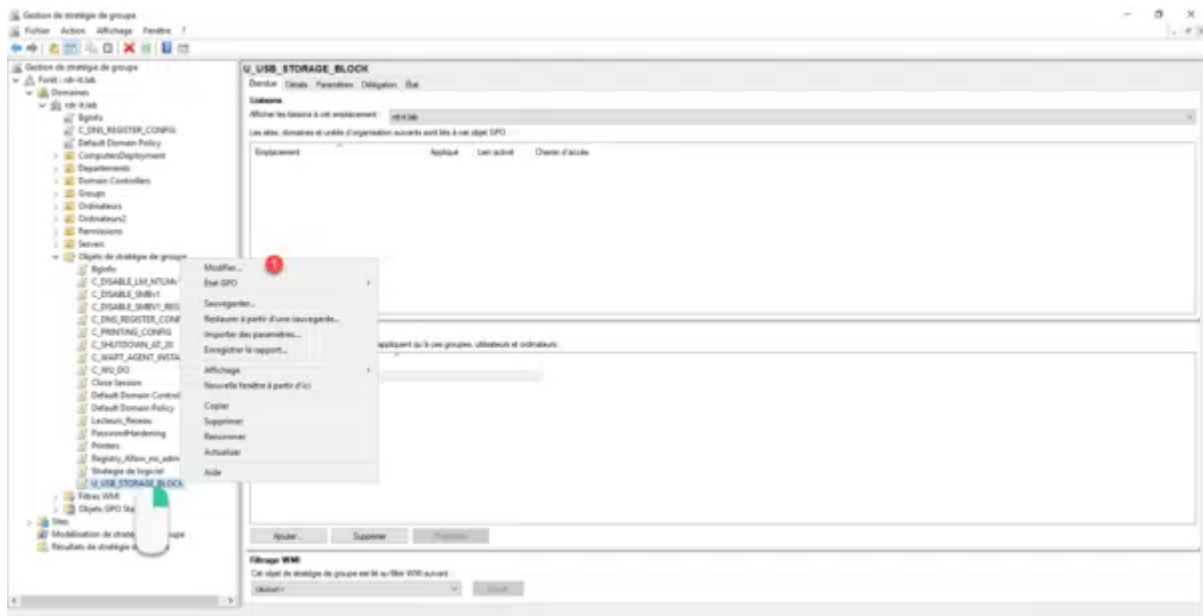 Gestion de stratégie de groupe
Fichier Action Affichage Fenêtre ?
Gestion de stratégie de groupe
Forêt : rdr-it.lab
Domaines
rdr-it.lab
Bginfo
C_DNS_REGISTER_CONFIG
Default Domain Policy
ComputersDeployment
Departements
Domain Controllers
Groups
Ordinateurs
Ordinateurs2
Permissions
Servers
Objets de stratégie de groupe
Bginfo
C_DISABLE_LM_NTLMv
C_DISABLE_SMBv1
C_DISABLE_SMBV1_REG
C_DNS_REGISTER_CONF
C_PRINTING_CONFIG
C_SHUTDOWN_AT_20
C_WAPT_AGENT_INSTA
C_WU_DO
Close Session
Default Domain Control
Default Domain Policy
Lecteurs_Reseau
PasswordHardening
Printers
Registry_Allow_no_adm
Strategie de logiciel
U_USB_STORAGE_BLOCK
Filtres WMI
Objets GPO Sta
Sites
Modélisation de straté upe
Résultats de stratégie d
U_USB_STORAGE_BLOCK
Étendue Détails Paramètres Délégation État
Liaisons
Afficher les liaisons à cet emplacement : rdr-it.lab
Les sites, domaines et unités d'organisation suivants sont liés à cet objet GPO :
Emplacement Appliqué Lien activé Chemin d'accès
Modifier... 1
État GPO
Sauvegarder...
Restaurer à partir d'une sauvegarde...
Importer des paramètres...
Enregistrer le rapport...
Affichage
Nouvelle fenêtre à partir d'ici
Copier
Supprimer
Renommer
Actualiser
Aide
appliquent qu'à ces groupes, utilisateurs et ordinateurs :
Ajouter... Supprimer
Filtrage WMI
Cet objet de stratégie de groupe est lié au filtre WMI suivant :
<aucun>